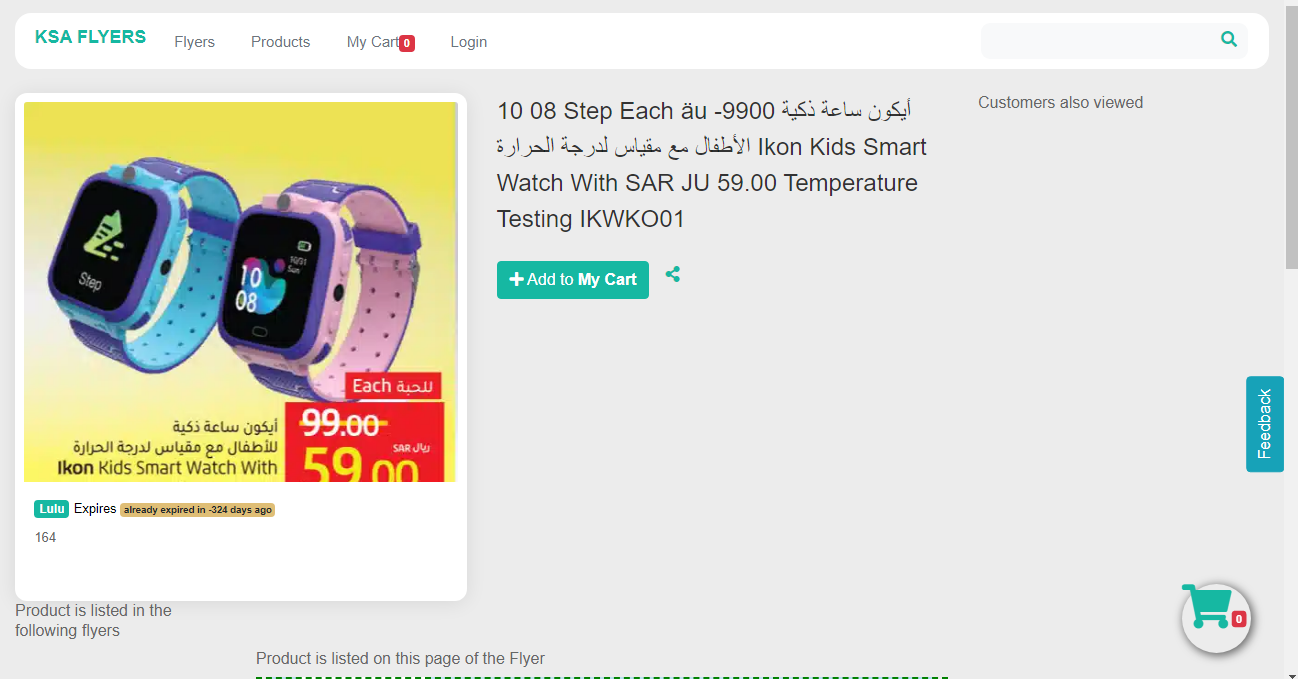 KSA FLYERS
Flyers
Products
My Cart 0
Login
Step
10/31
Sun
10
08
Each للحبة
99.00
SAR ريال
59.00
أيكون ساعة ذكية
للأطفال مع مقياس لدرجة الحرارة
Ikon Kids Smart Watch With
Lulu Expires already expired in -324 days ago
164
10 08 Step Each äu -9900 أيكون ساعة ذكية
الأطفال مع مقياس لدرجة الحرارة Ikon Kids Smart
Watch With SAR JU 59.00 Temperature
Testing IKWKO01
Add to My Cart
Customers also viewed
Feedback
0
Product is listed in the
following flyers
Product is listed on this page of the Flyer